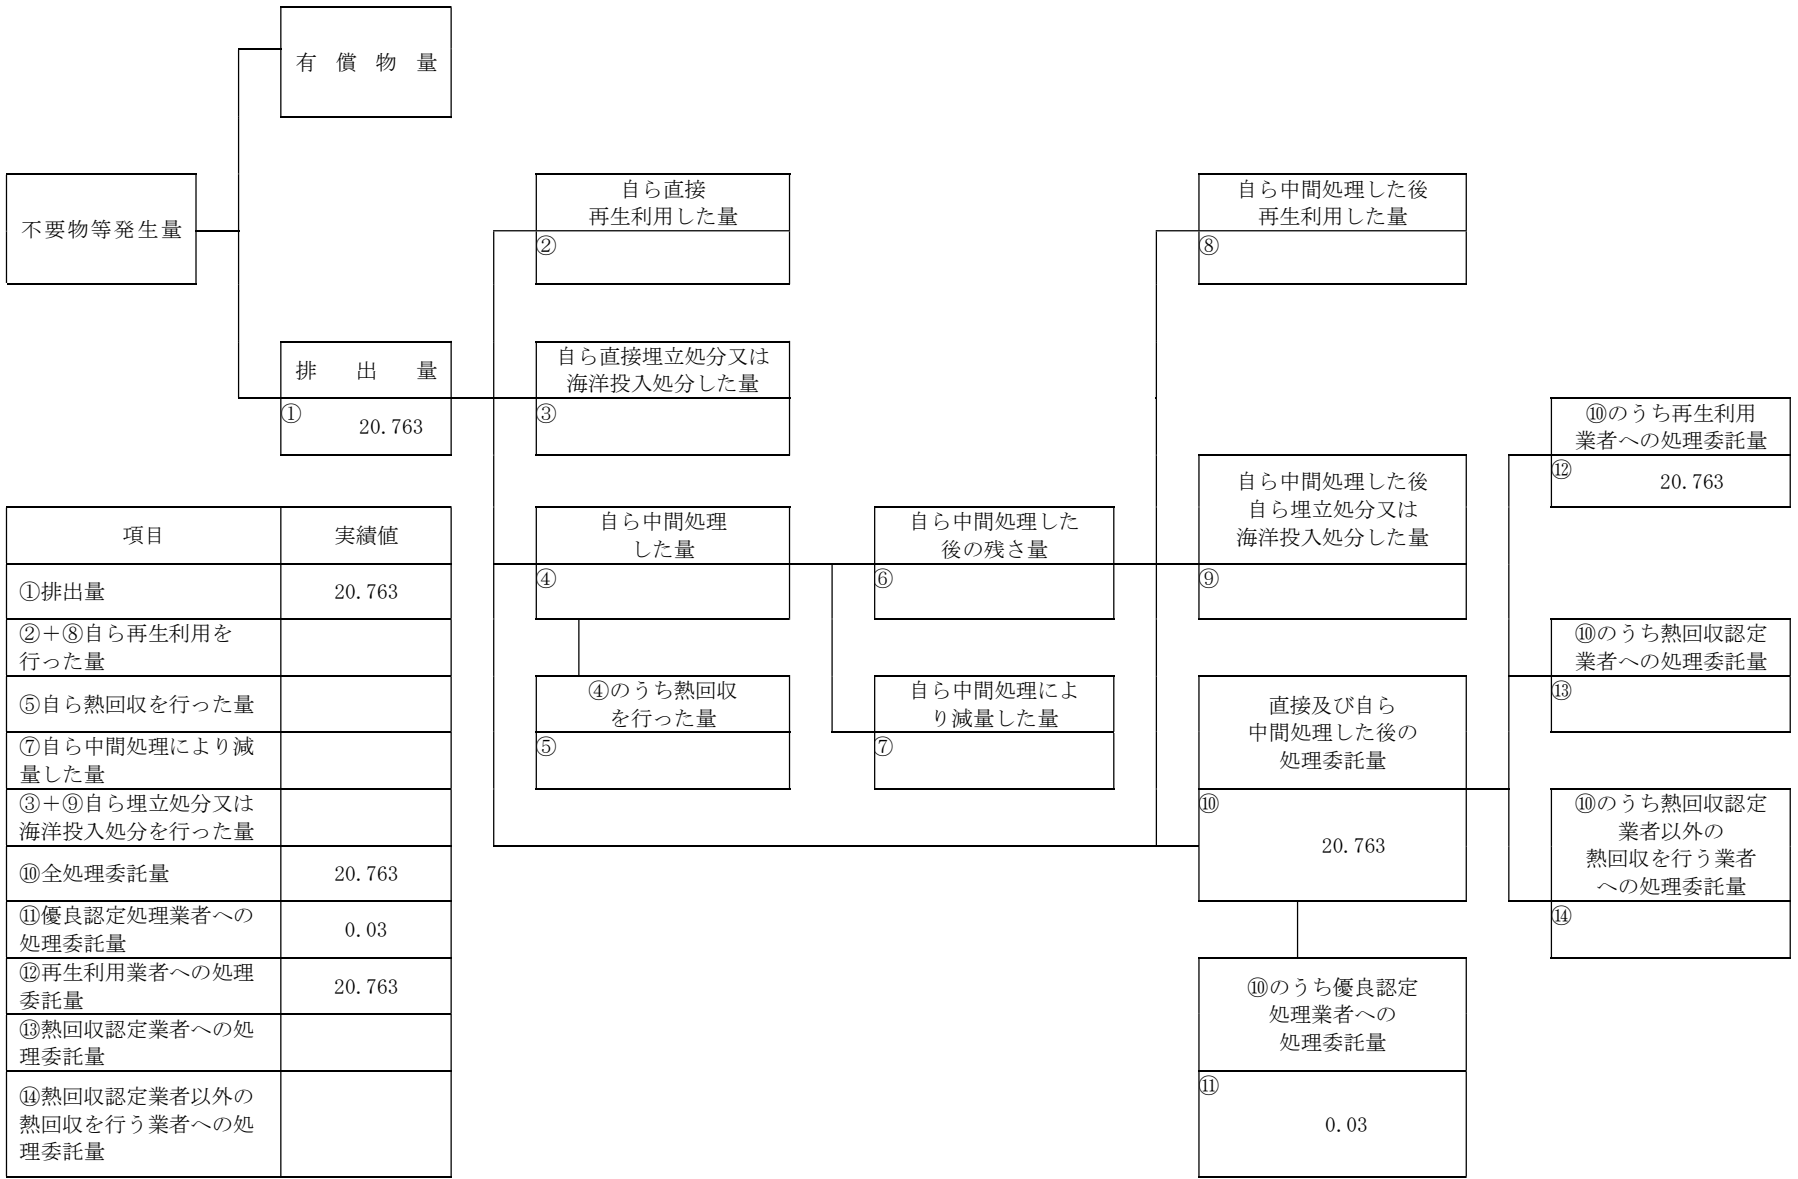 有償物量
不要物等発生量
排出量
①
20.763
自ら直接
再生利用した量
②
自ら直接埋立処分又は
海洋投入処分した量
③
自ら中間処理
した量
④
④のうち熱回収
を行った量
⑤
自ら中間処理した
後の残さ量
⑥
自ら中間処理によ
り減量した量
⑦
自ら中間処理した後
再生利用した量
⑧
自ら中間処理した後
自ら埋立処分又は
海洋投入処分した量
⑨
直接及び自ら
中間処理した後の
処理委託量
⑩
20.763
⑩のうち優良認定
処理業者への
処理委託量
⑪
0.03
⑩のうち再生利用
業者への処理委託量
⑫
20.763
⑩のうち熱回収認定
業者への処理委託量
⑬
⑩のうち熱回収認定
業者以外の
熱回収を行う業者
への処理委託量
⑭
項目 実績値
①排出量 20.763
②+⑧自ら再生利用を
行った量
⑤自ら熱回収を行った量
⑦自ら中間処理により減
量した量
③+⑨自ら埋立処分又は
海洋投入処分を行った量
⑩全処理委託量 20.763
⑪優良認定処理業者への
処理委託量 0.03
⑫再生利用業者への処理
委託量 20.763
⑬熱回収認定業者への処
理委託量
⑭熱回収認定業者以外の
熱回収を行う業者への処
理委託量